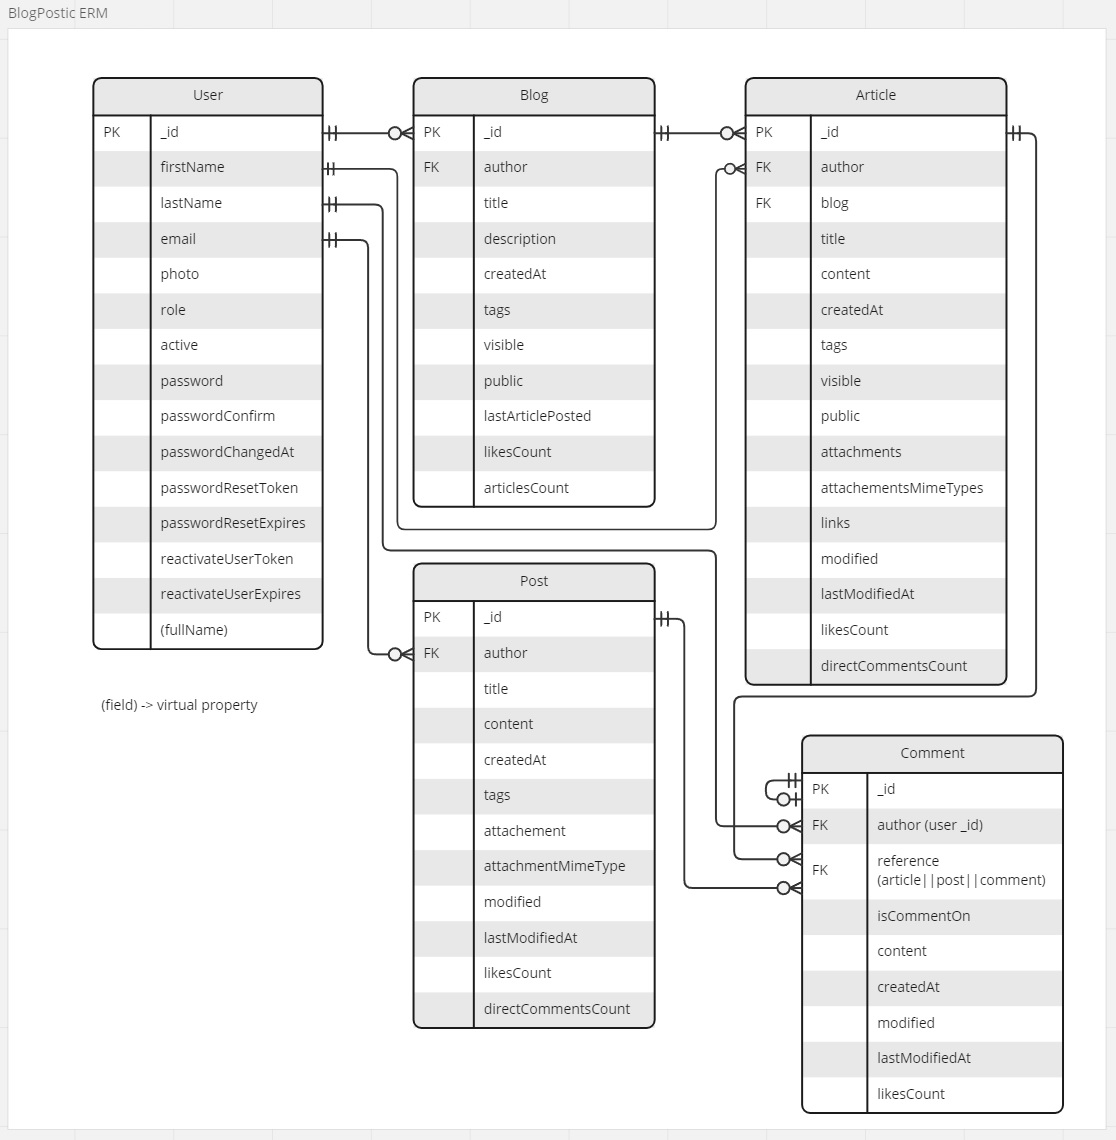 BlogPostic ERM
User
PK _id
firstName
lastName
email
photo
role
active
password
passwordConfirm
passwordChangedAt
passwordResetToken
passwordResetExpires
reactivateUserToken
reactivateUserExpires
(fullName)
(field) -> virtual property
Blog
PK _id
FK author
title
description
createdAt
tags
visible
public
lastArticlePosted
likesCount
articlesCount
Post
PK _id
FK author
title
content
createdAt
tags
attachement
attachmentMimeType
modified
lastModifiedAt
likesCount
directCommentsCount
Article
PK _id
FK author
FK blog
title
content
createdAt
tags
visible
public
attachments
attachementsMimeTypes
links
modified
lastModifiedAt
likesCount
directCommentsCount
Comment
PK _id
FK author (user _id)
FK reference
(article||post||comment)
isCommentOn
content
createdAt
modified
lastModifiedAt
likesCount